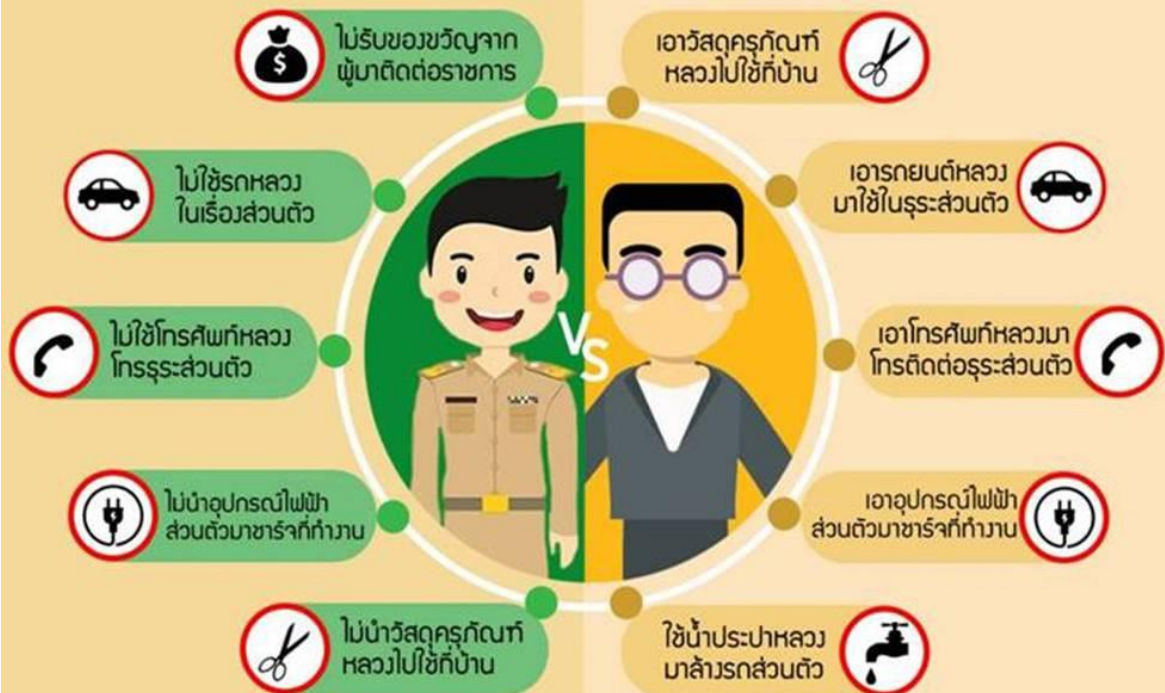 ไม่รับของขวัญจาก
ผู้มาติดต่อราชการ
ไม่ใช้รถหลวง
ในเรื่องส่วนตัว
ไม่ใช้โทรศัพท์หลวง
โทรธุระส่วนตัว
ไม่นำอุปกรณ์ไฟฟ้า
ส่วนตัวมาชาร์จที่ทำงาน
ไม่นำวัสดุครุภัณฑ์
หลวงไปใช้ที่บ้าน
VS
เอาวัสดุครุภัณฑ์
หลวงไปใช้ที่บ้าน
เอารถยนต์หลวง
มาใช้ในธุระส่วนตัว
เอาโทรศัพท์หลวงมา
โทรติดต่อธุระส่วนตัว
เอาอุปกรณ์ไฟฟ้า
ส่วนตัวมาชาร์จที่ทำงาน
ใช้น้ำประปาหลวง
มาล้างรถส่วนตัว